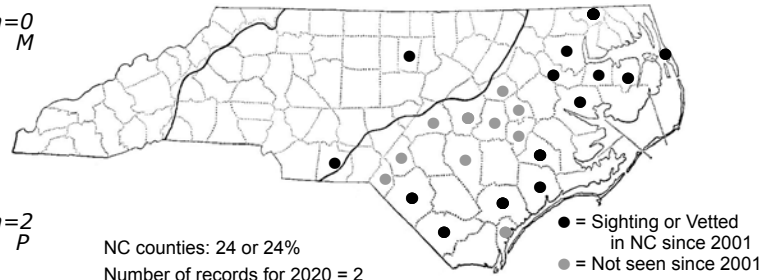 n=0
M
n=2
P
NC counties: 24 or 24%
Number of records for 2020 = 2
● = Sighting or Vetted
in NC since 2001
● = Not seen since 2001